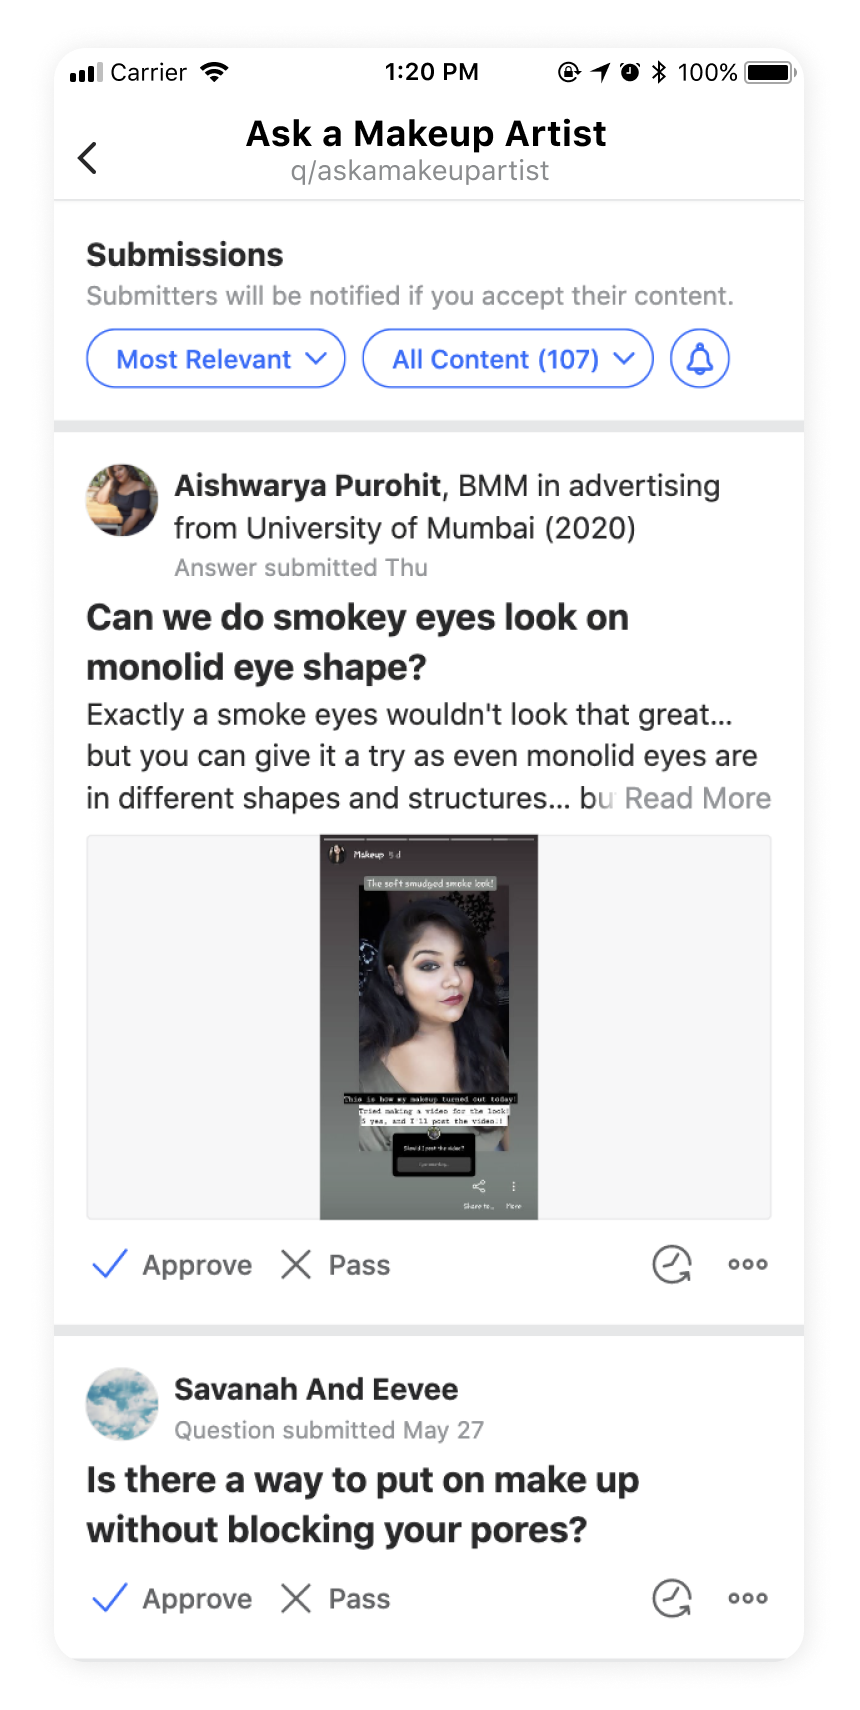 Carrier 1:20 PM 100%
Ask a Makeup Artist
q/askamakeupartist
Submissions
Submitters will be notified if you accept their content.
Most Relevant All Content (107)
Aishwarya Purohit, BMM in advertising
from University of Mumbai (2020)
Answer submitted Thu
Can we do smokey eyes look on
monolid eye shape?
Exactly a smoke eyes wouldn't look that great...
but you can give it a try as even monolid eyes are
in different shapes and structures... bu Read More
Makeup 5 d
The soft smudged smoke look!
This is how my makeup turned out today!
Tried making a video for the look!
5 yes, and I'll post the video!!
Should I post the video?
Share to... More
Approve Pass
Savanah And Eevee
Question submitted May 27
Is there a way to put on make up
without blocking your pores?
Approve Pass